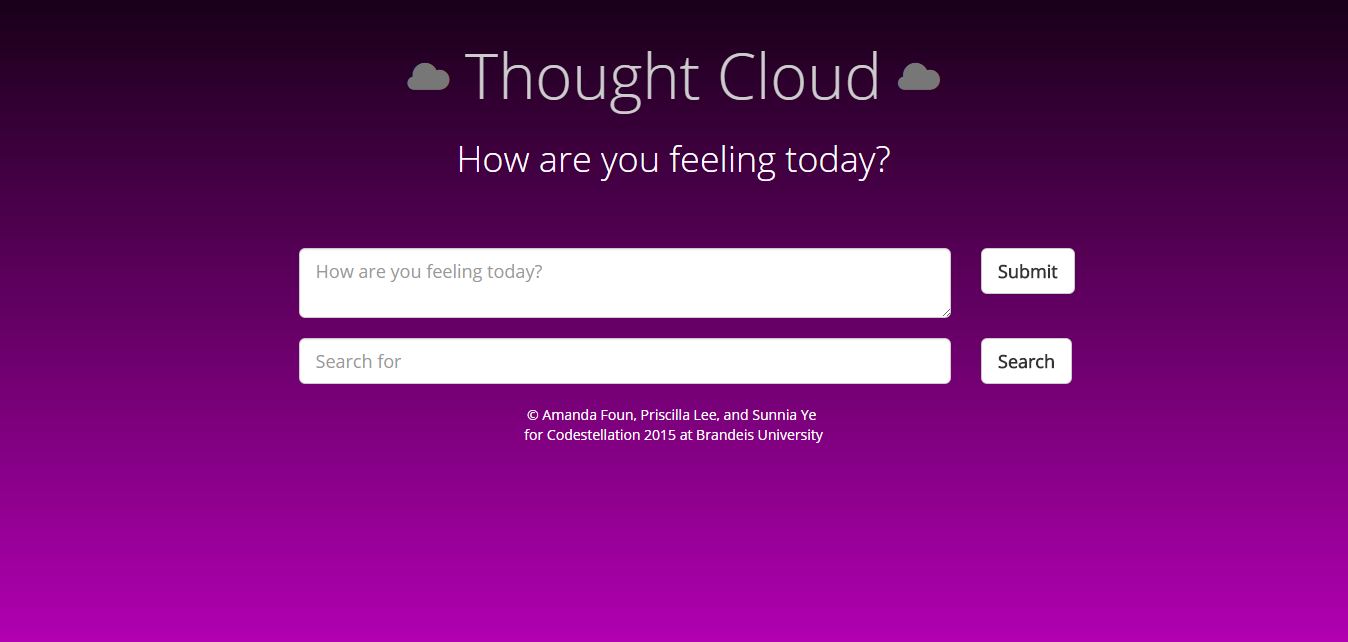 Thought Cloud
How are you feeling today?
How are you feeling today?
Submit
Search for
Search
© Amanda Foun, Priscilla Lee, and Sunnia Ye
for Codestellation 2015 at Brandeis University